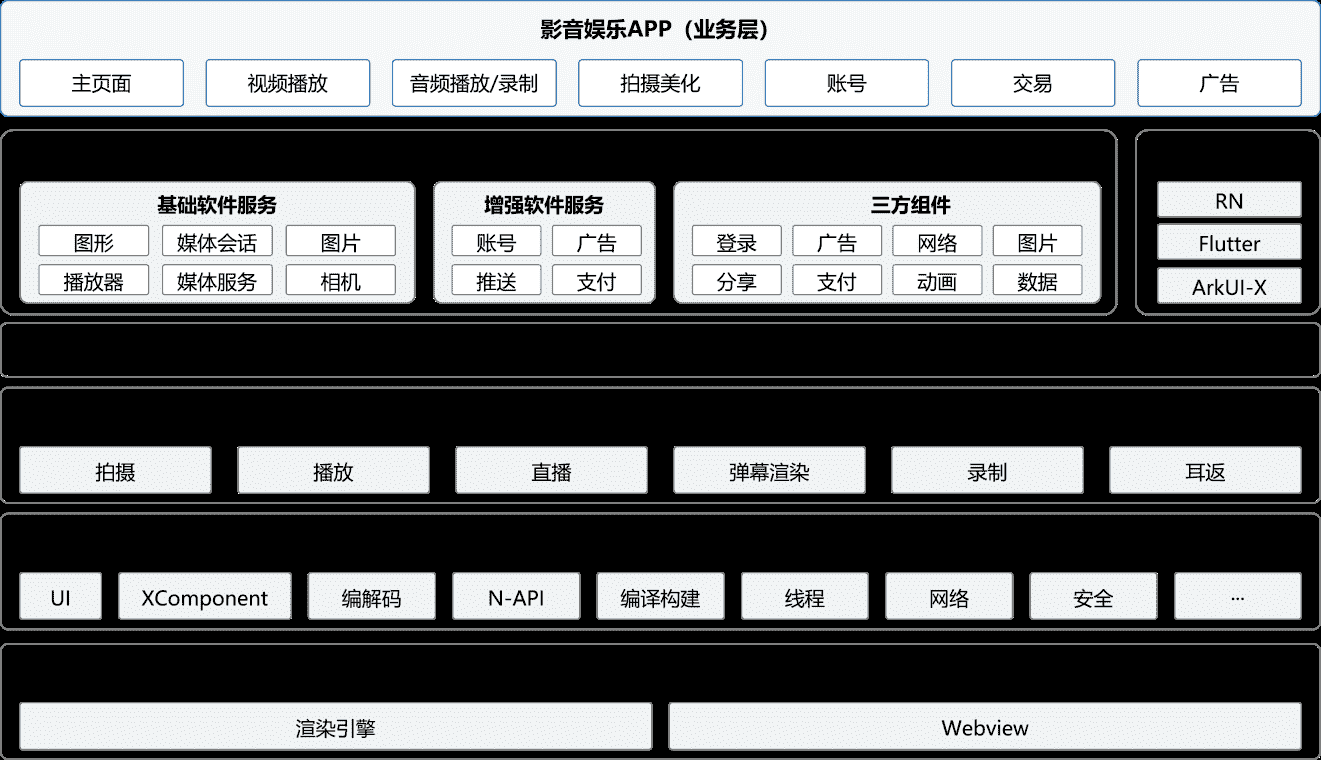 影音娱乐APP（业务层）
主页面 视频播放 音频播放/录制 拍摄美化 账号 交易 广告
基础软件服务 增强软件服务 三方组件
RN
图形 媒体会话 图片 账号 广告 登录 广告 网络 图片
Flutter
播放器 媒体服务 相机 推送 支付 分享 支付 动画 数据
ArkUI-X
拍摄 播放 直播 弹幕渲染 录制 耳返
UI XComponent 编解码 N-API 编译构建 线程 网络 安全 ...
渲染引擎 Webview